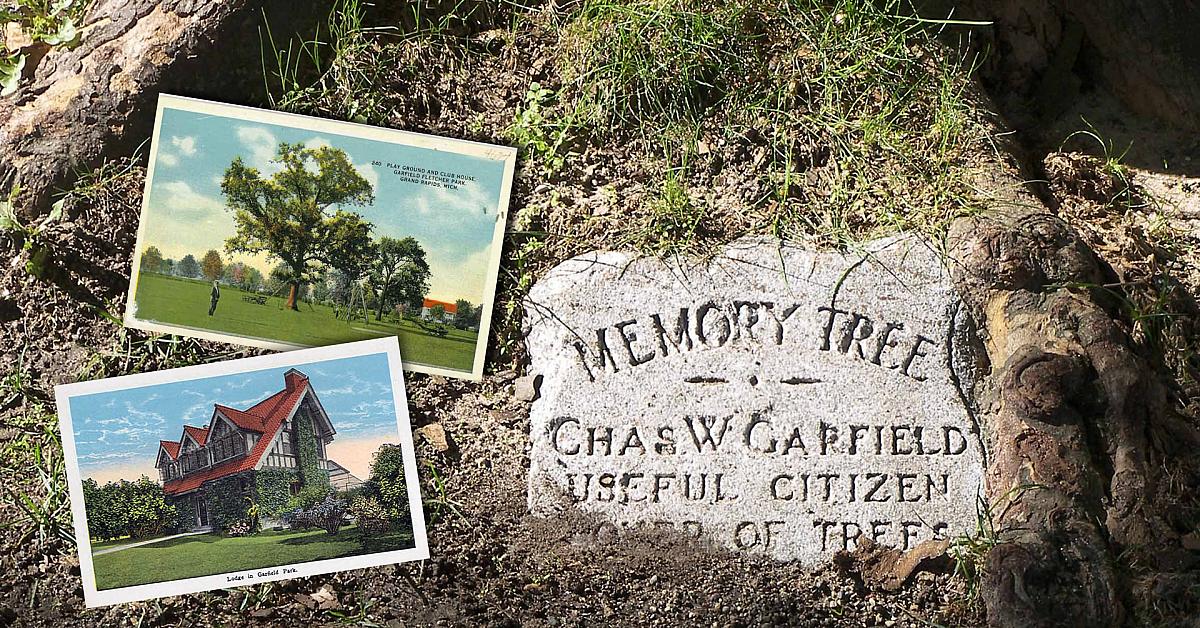 240 PLAY GROUND AND CLUB HOUSE,
GARFIELD FLETCHER PARK,
GRAND RAPIDS, MICH.
Lodge in Garfield Park.
MEMORY TREE
CHAS W GARFIELD
USEFUL CITIZEN
OF TREES